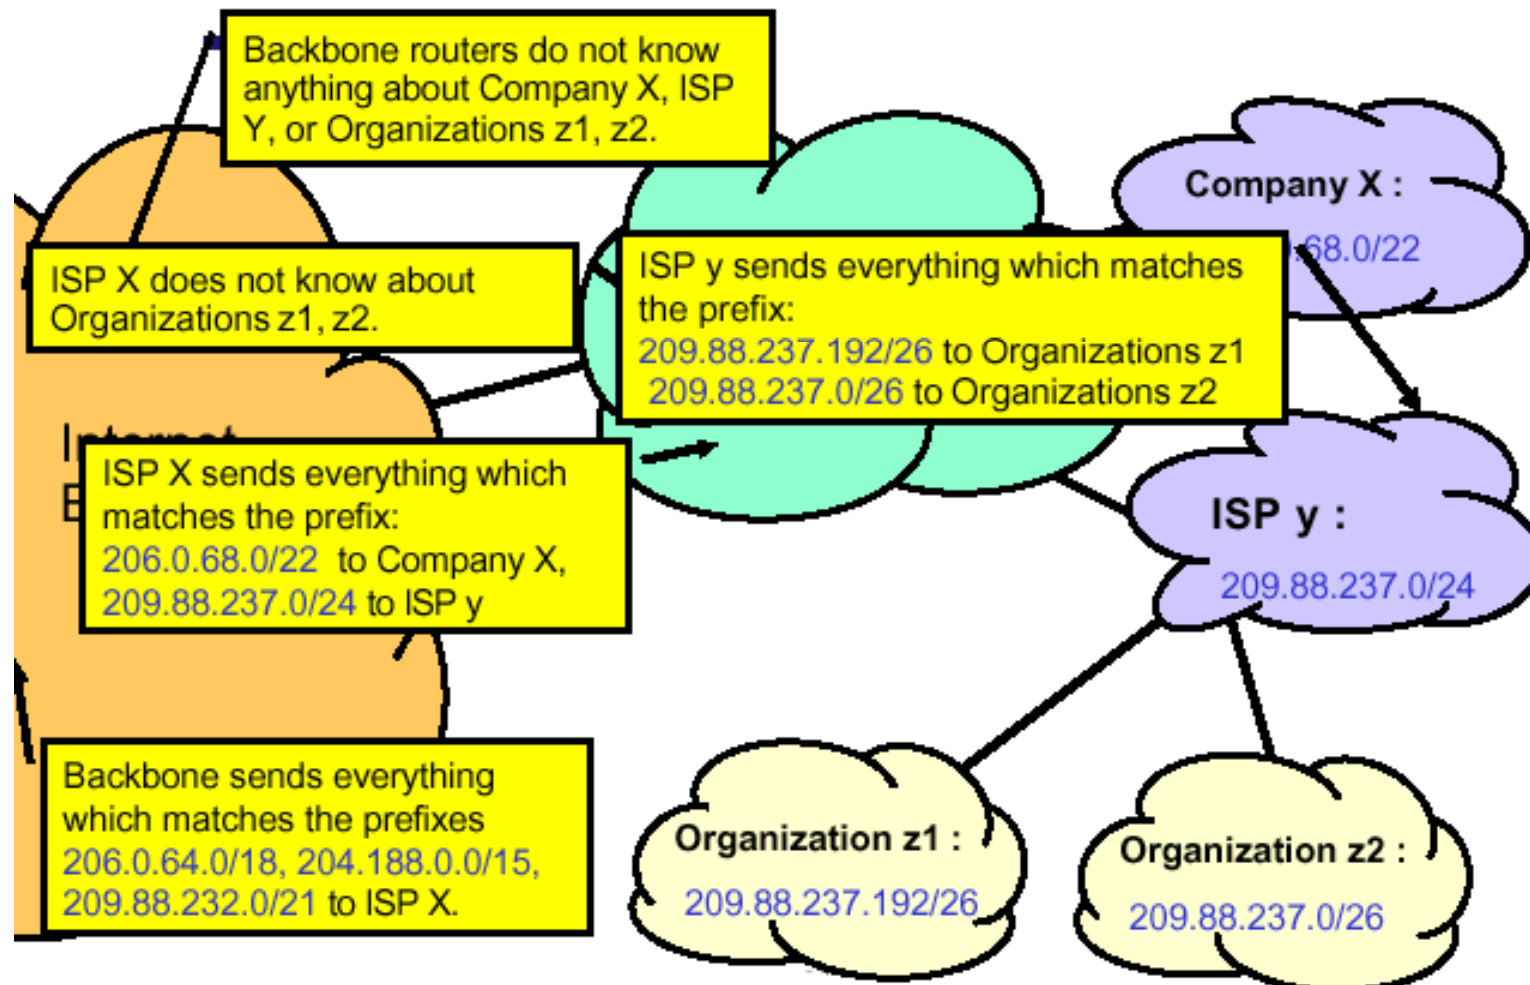 Backbone routers do not know
anything about Company X, ISP
Y, or Organizations z1, z2.
Company X :
.68.0/22
ISP X does not know about
Organizations z1, z2.
ISP y sends everything which matches
the prefix:
209.88.237.192/26 to Organizations z1
209.88.237.0/26 to Organizations z2
ISP X sends everything which
matches the prefix:
206.0.68.0/22 to Company X,
209.88.237.0/24 to ISP y
ISP y :
209.88.237.0/24
Backbone sends everything
which matches the prefixes
206.0.64.0/18, 204.188.0.0/15,
209.88.232.0/21 to ISP X.
Organization z1 :
209.88.237.192/26
Organization z2 :
209.88.237.0/26